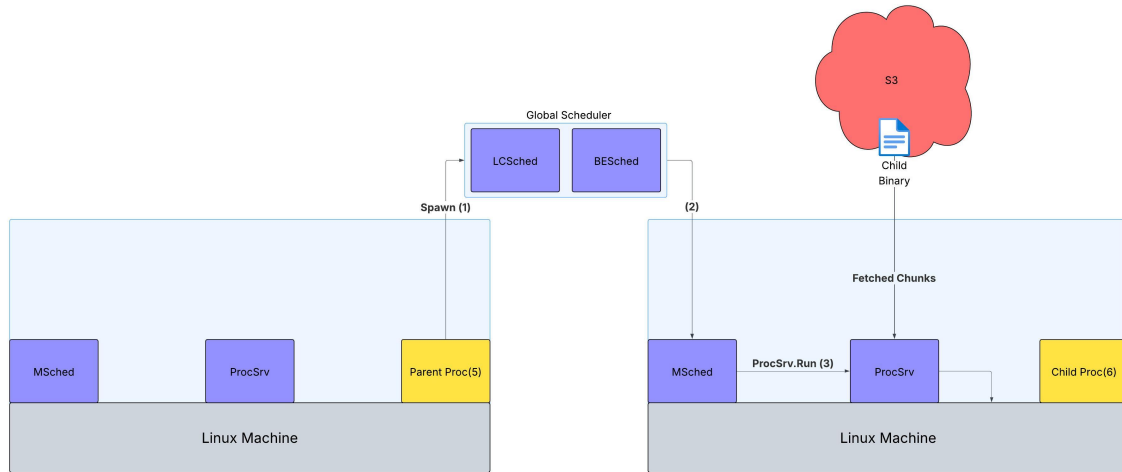 S3
Child
Binary
Global Scheduler
LCSched
BESched
Spawn (1)
(2)
Fetched Chunks
MSched
ProcSrv
Parent Proc(5)
Linux Machine
MSched
ProcSrv.Run (3)
ProcSrv
Child Proc(6)
Linux Machine